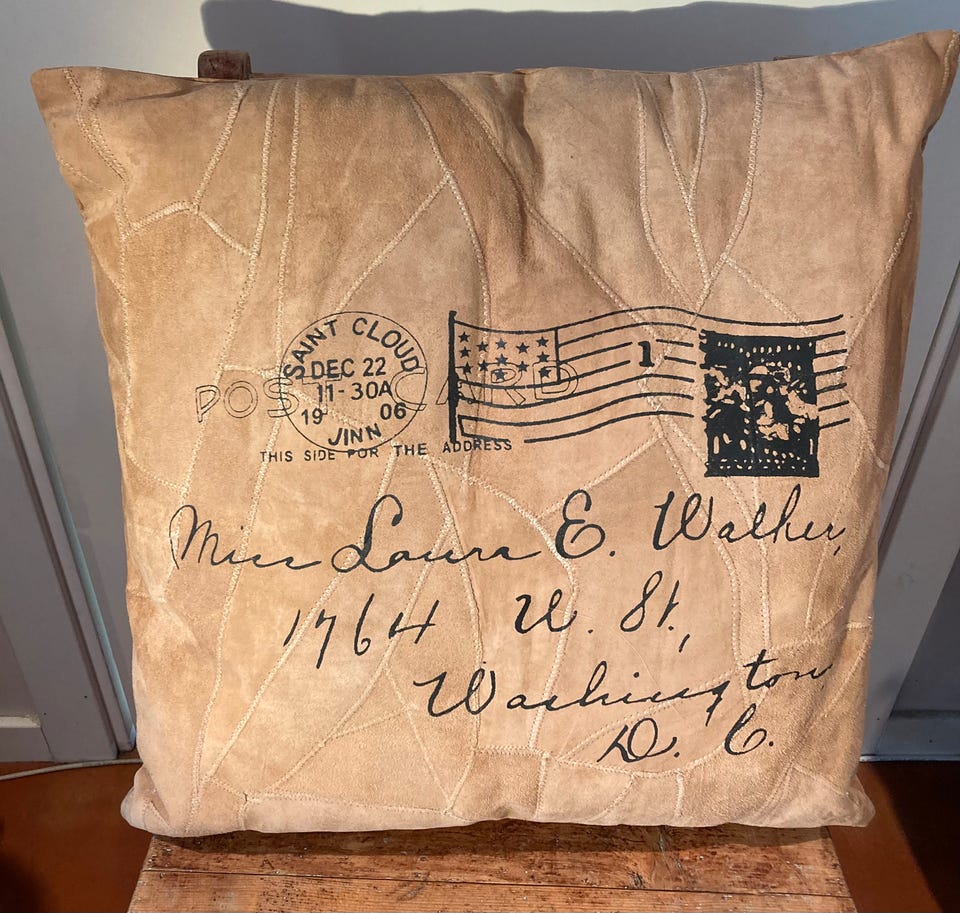 SAINT CLOUD
DEC 22
11-30A
19 06
JINN
POST CARD
1
THIS SIDE FOR THE ADDRESS
Miss Laura E. Walker,
1764 U. St.,
Washington
D. C.